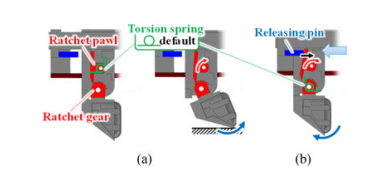 Torsion spring
Ratchet pawl
default
Releasing pin
Ratchet gear
(a)
(b)